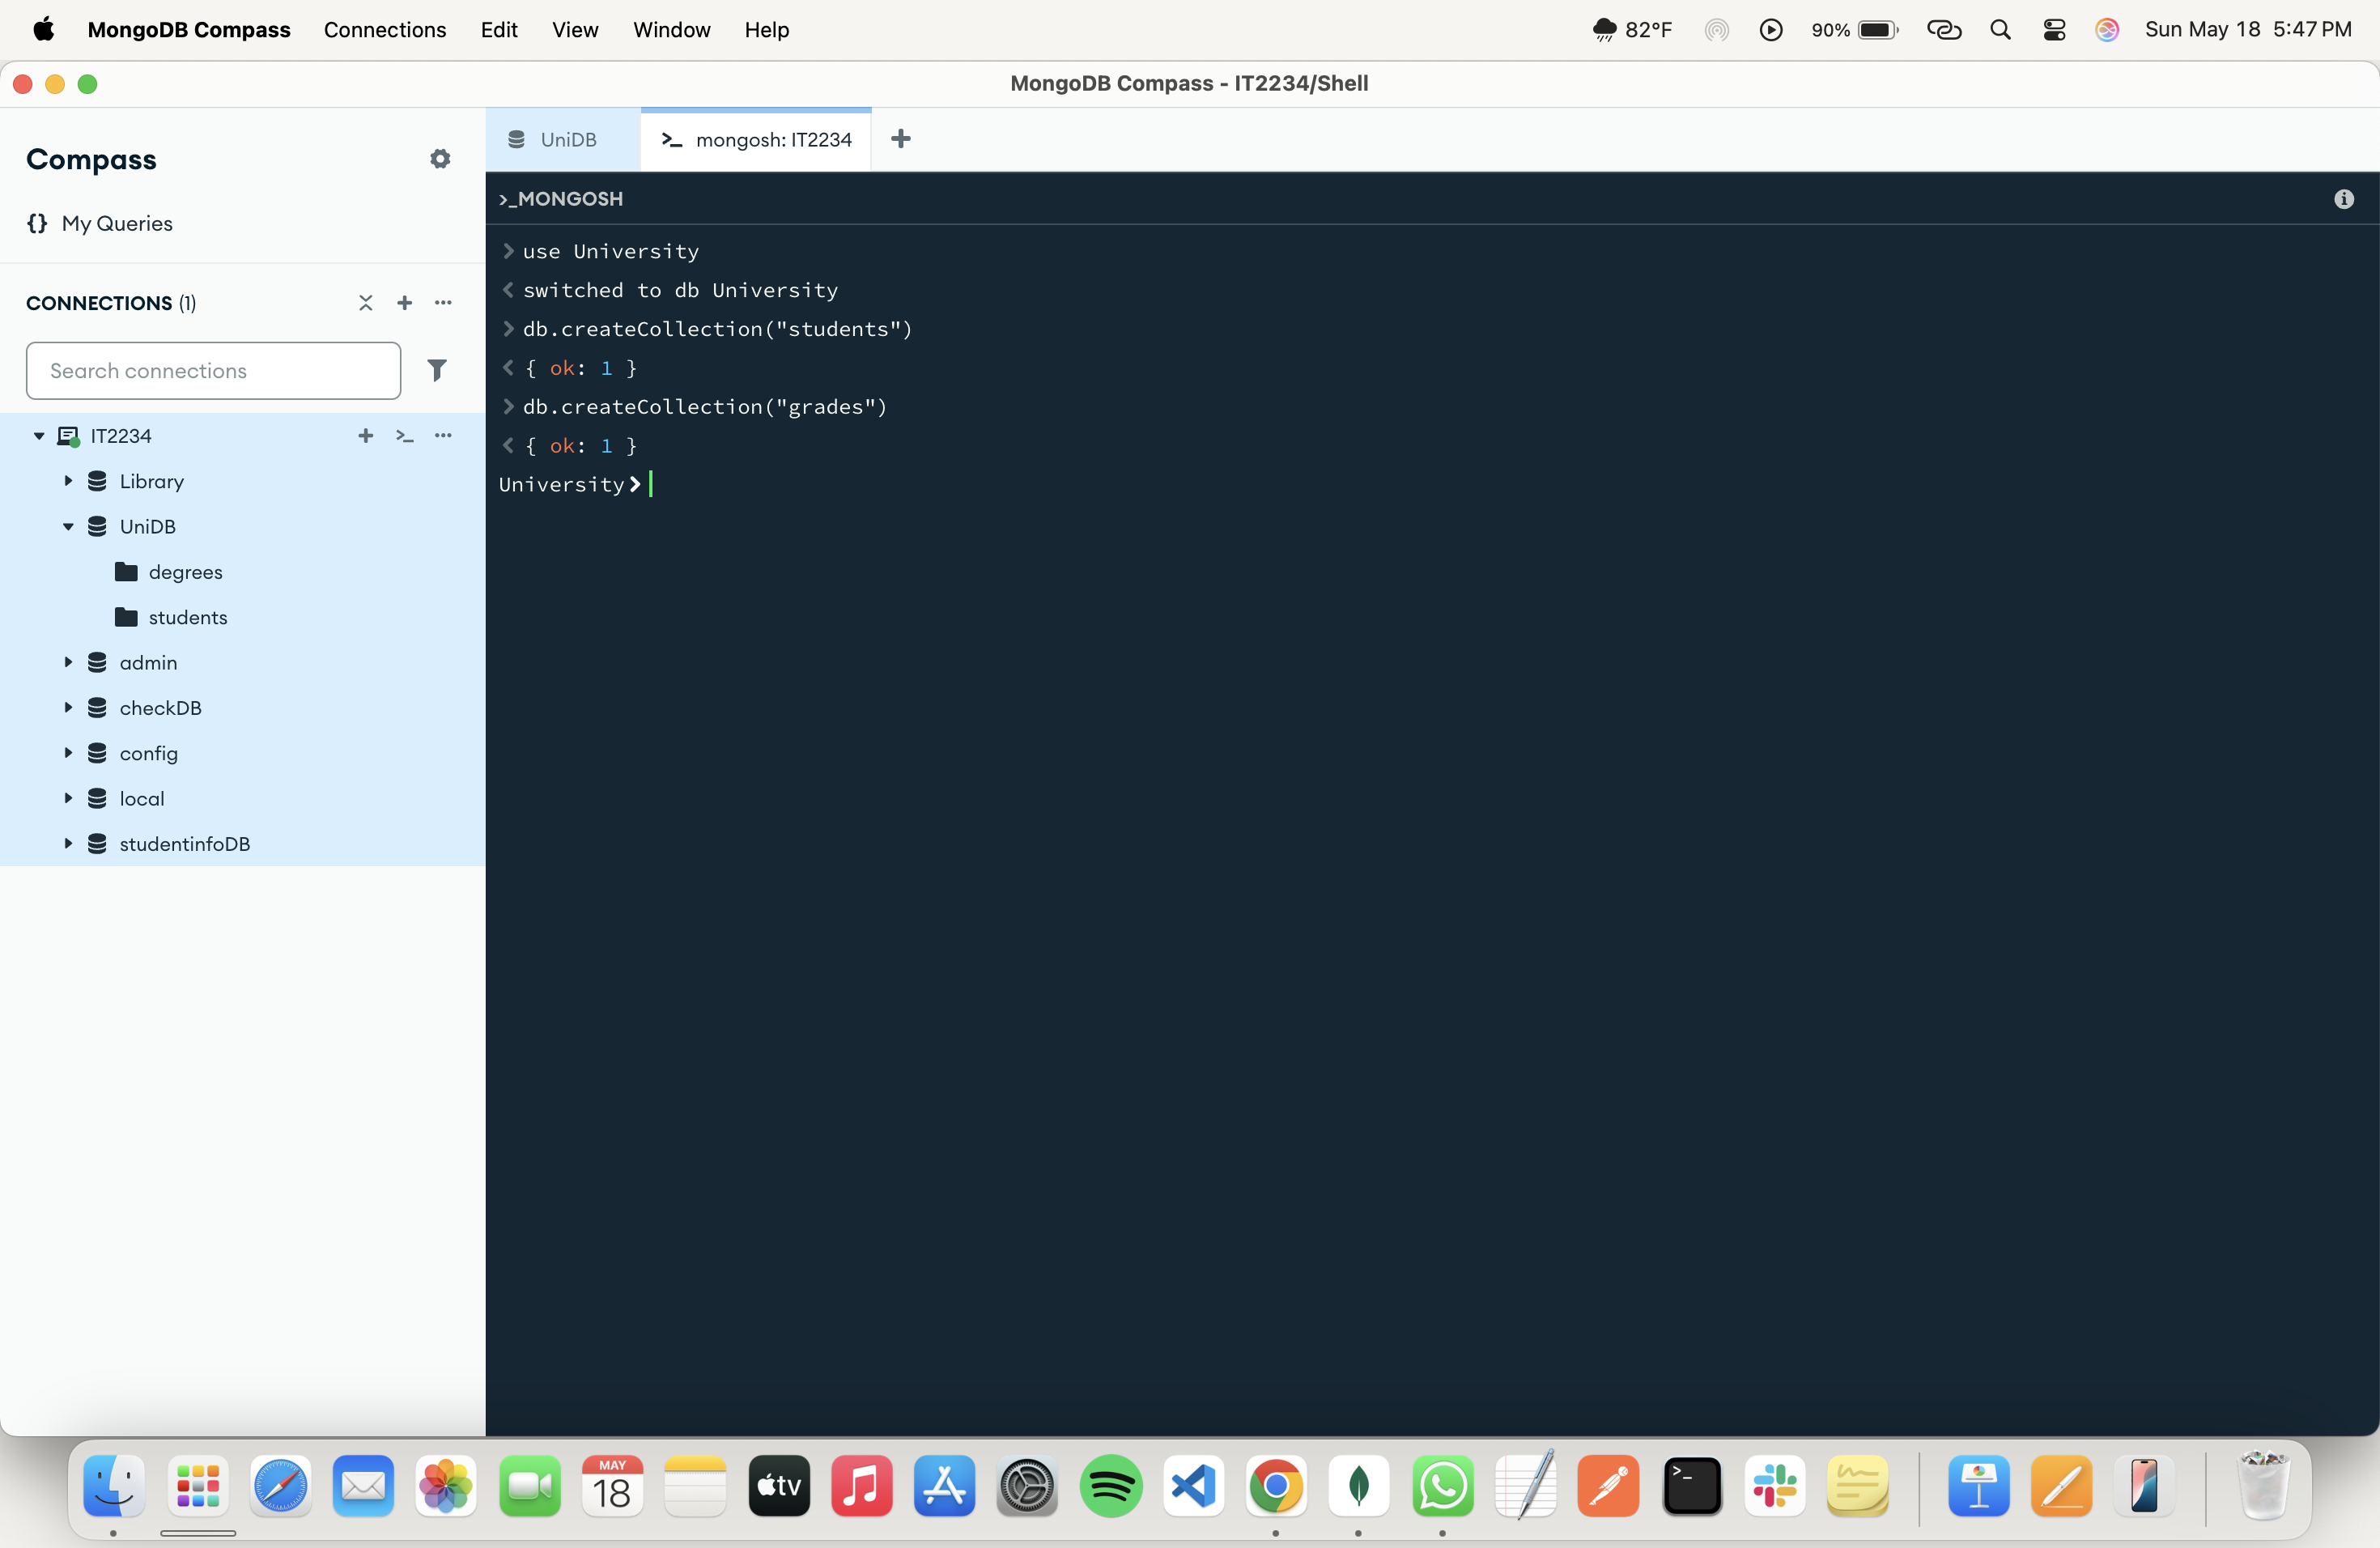 MongoDB Compass Connections Edit View Window Help 82°F 90% Sun May 18 5:47 PM
MongoDB Compass - IT2234/Shell
Compass
My Queries
CONNECTIONS (1)
Search connections
IT2234
Library
UniDB
degrees
students
admin
checkDB
config
local
studentinfoDB
UniDB >_ mongosh: IT2234 +
>_MONGOSH
> use University
< switched to db University
> db.createCollection("students")
< { ok: 1 }
> db.createCollection("grades")
< { ok: 1 }
University>
MAY
18
tv